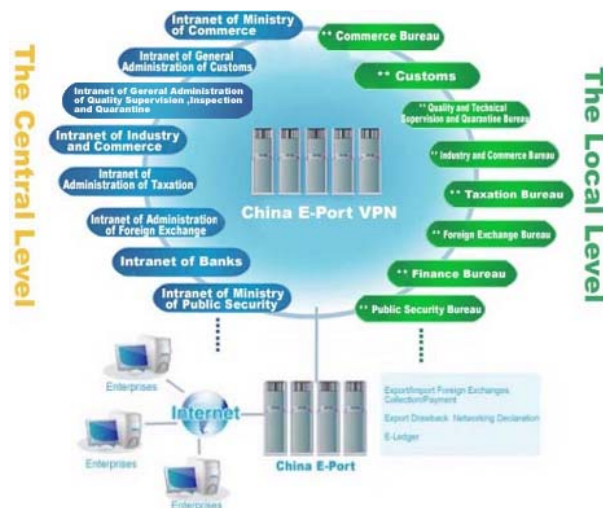 The Central Level
Intranet of Ministry
of Commerce
Intranet of General
Administration of Customs
Intranet of General Administration
of Quality Supervision ,Inspection
and Quarantine
Intranet of Industry
and Commerce
Intranet of
Administration of Taxation
Intranet of Administration
of Foreign Exchange
Intranet of Banks
Intranet of Ministry
of Public Security
China E-Port VPN
** Commerce Bureau
** Customs
** Quality and Technical
Supervision and Quarantine Bureau
** Industry and Commerce Bureau
** Taxation Bureau
** Foreign Exchange Bureau
** Finance Bureau
** Public Security Bureau
The Local Level
Enterprises
Enterprises
Enterprises
Internet
China E-Port
Export/Import Foreign Exchanges
Collection/Payment
Export Drawback Networking Declaration
E-Ledger